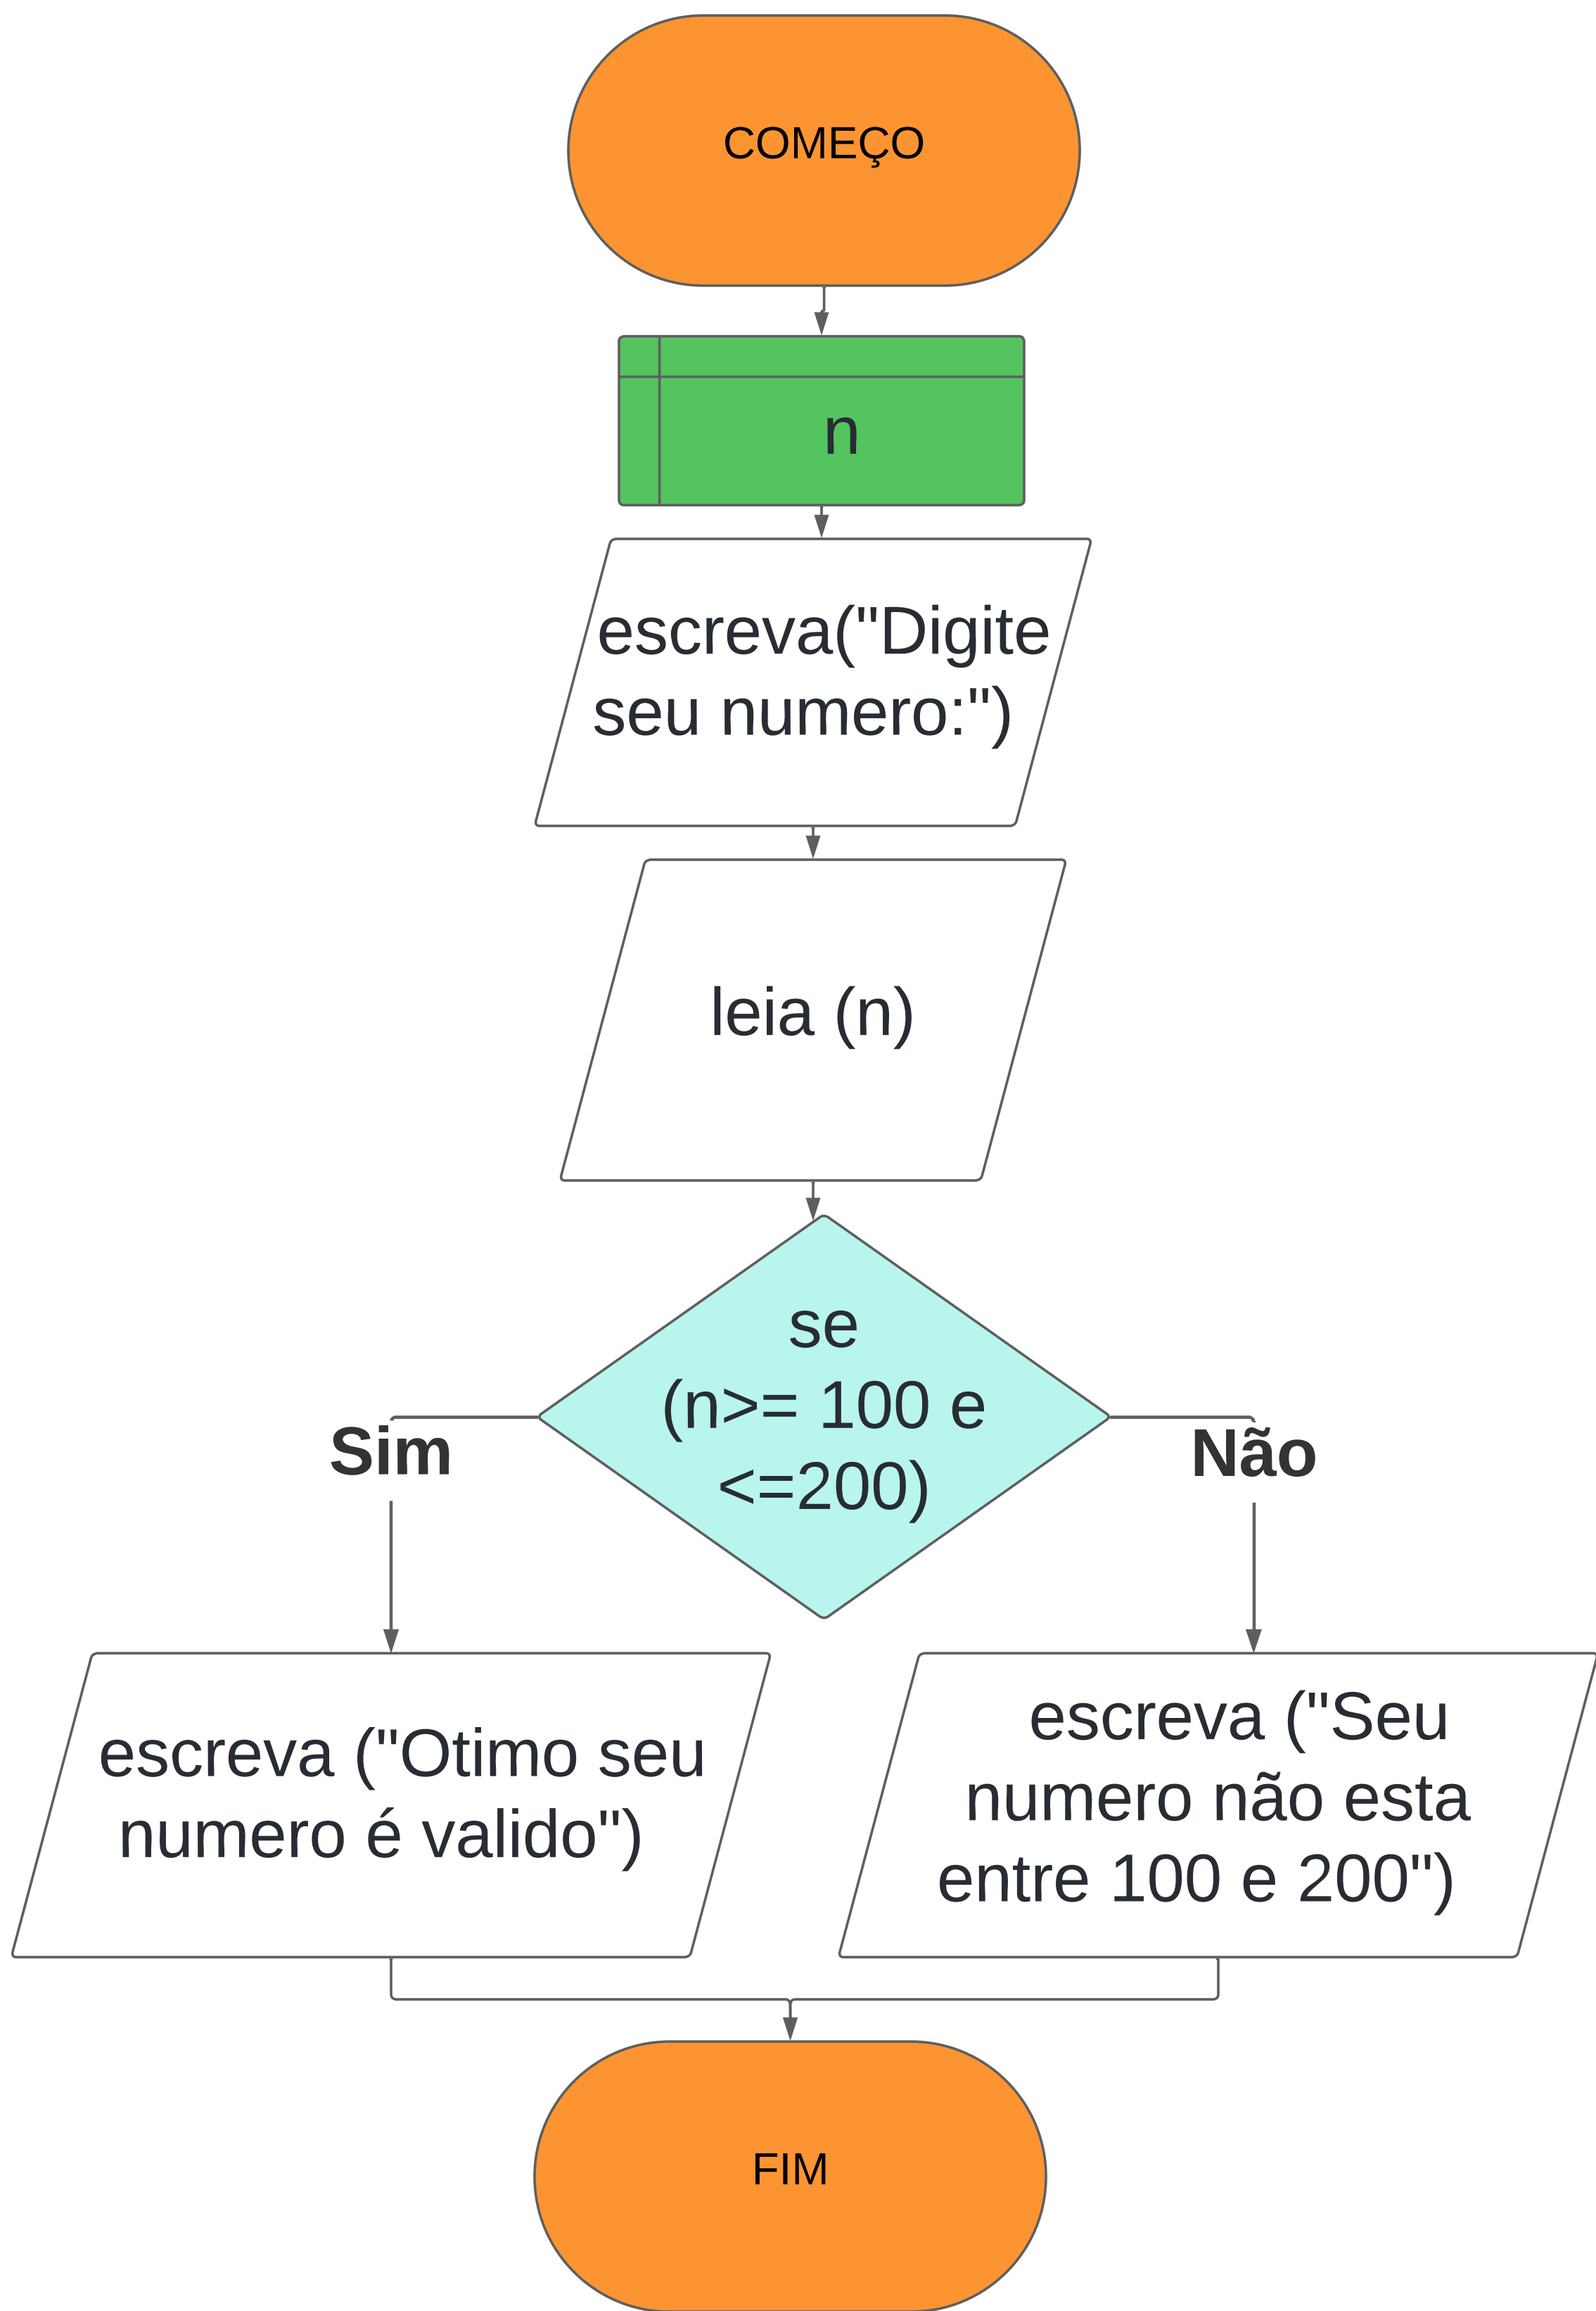 COMEÇO
n
escreva("Digite
seu numero:")
leia (n)
se
(n>= 100 e
<=200)
Sim
Não
escreva ("Otimo seu
numero é valido")
escreva ("Seu
numero não esta
entre 100 e 200")
FIM